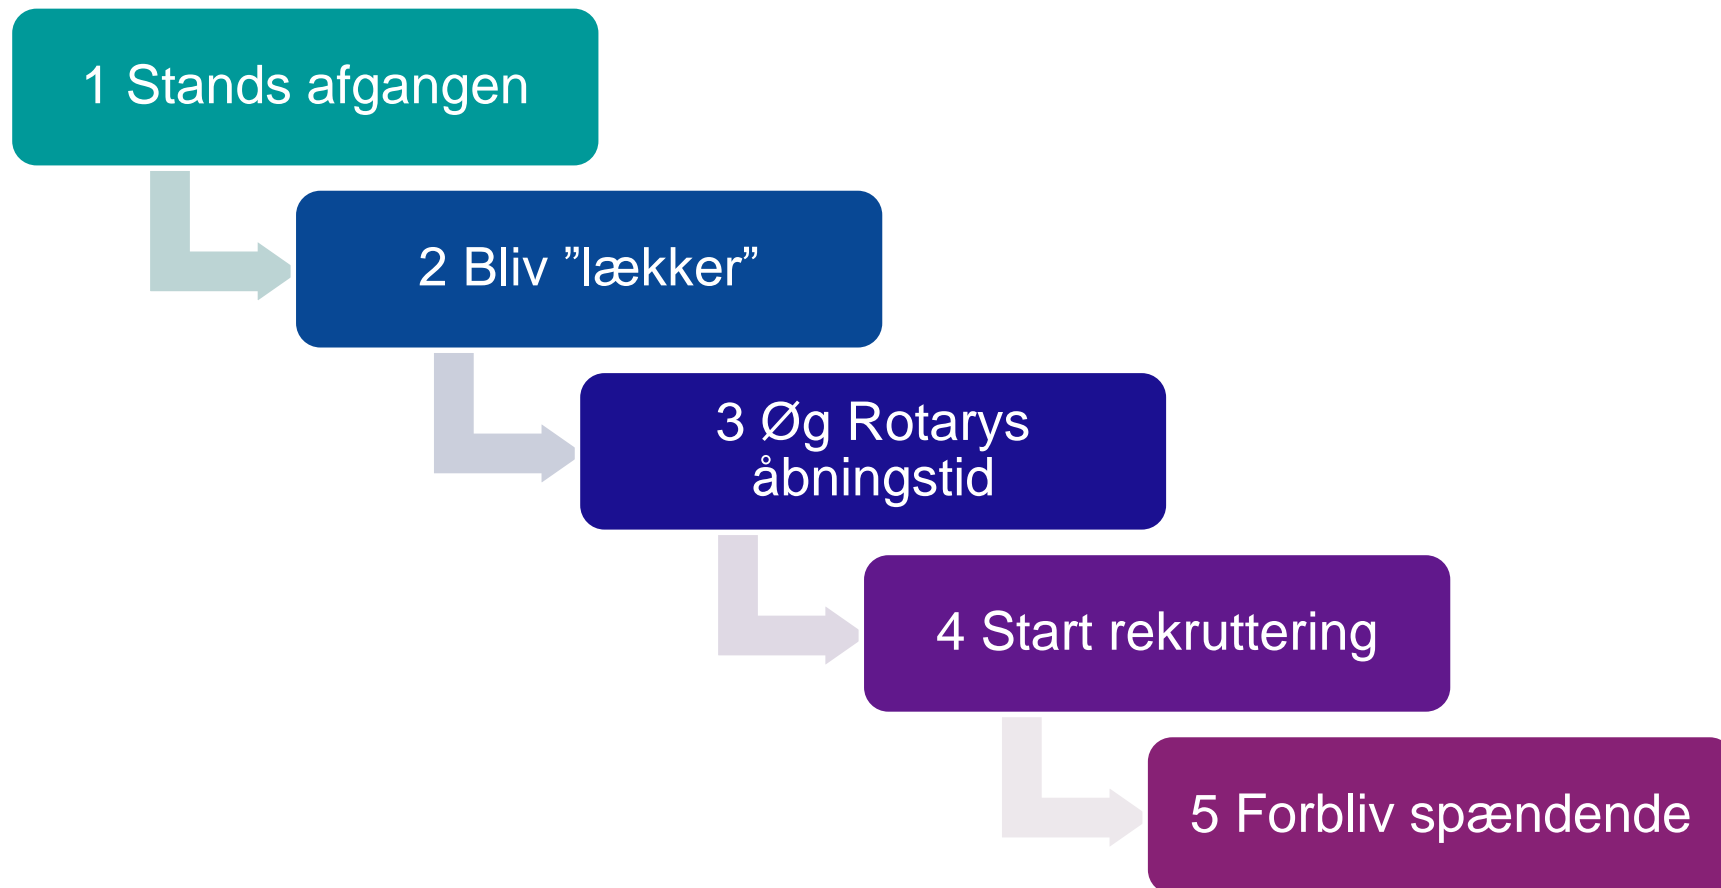 1 Stands afgangen
2 Bliv ”lækker”
3 Øg Rotarys
åbningstid
4 Start rekruttering
5 Forbliv spændende